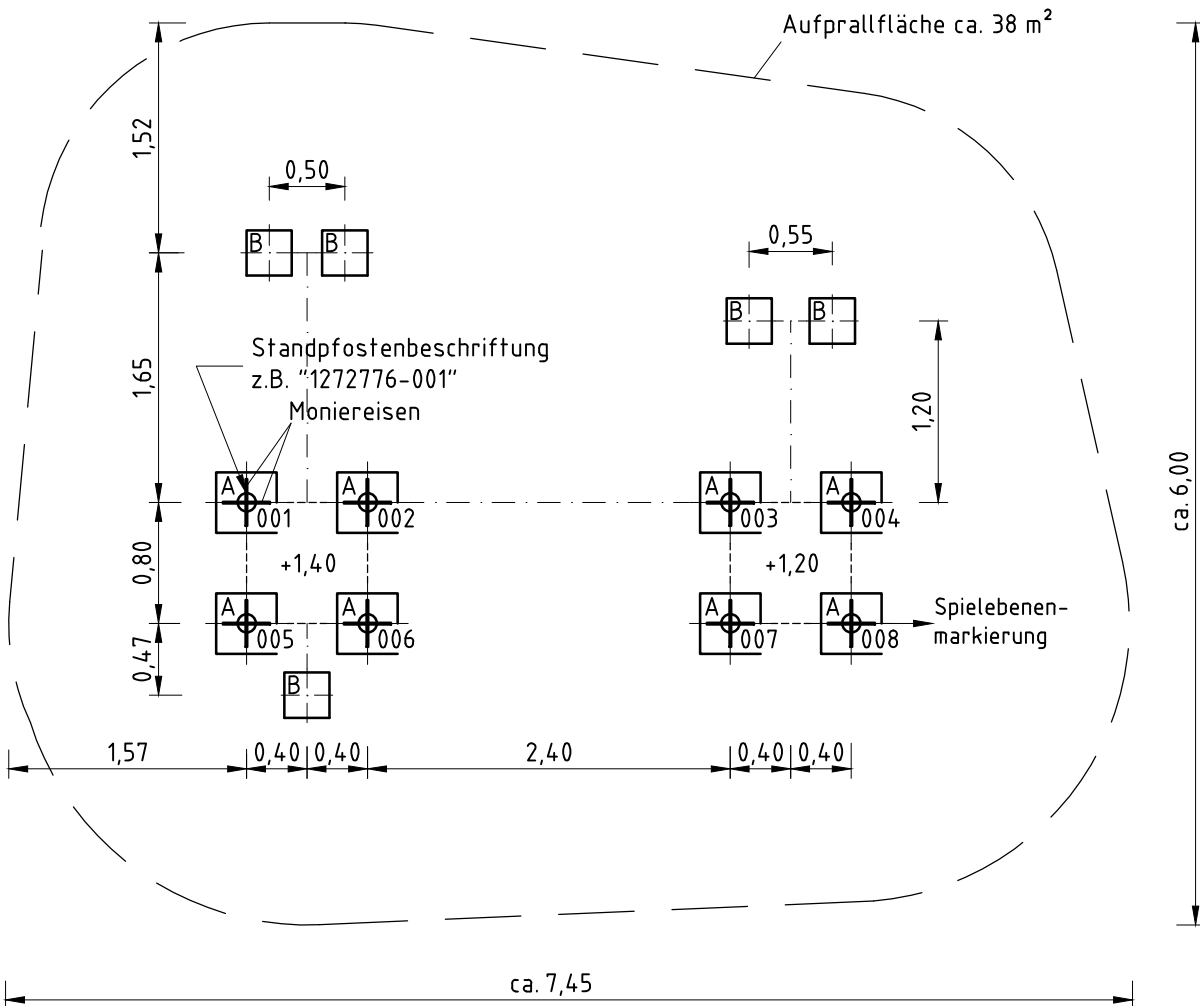 Aufprallfläche ca. 38 m²
1,52
0,50
B
B
0,55
B
B
1,65
Standpfostenbeschriftung
z.B. "1272776-001"
Moniereisen
1,20
A
001
A
002
A
003
A
004
ca. 6,00
0,80
+1,40
+1,20
A
005
A
006
A
007
A
008
Spielebenen-
markierung
0,47
B
1,57
0,40
0,40
2,40
0,40
0,40
ca. 7,45